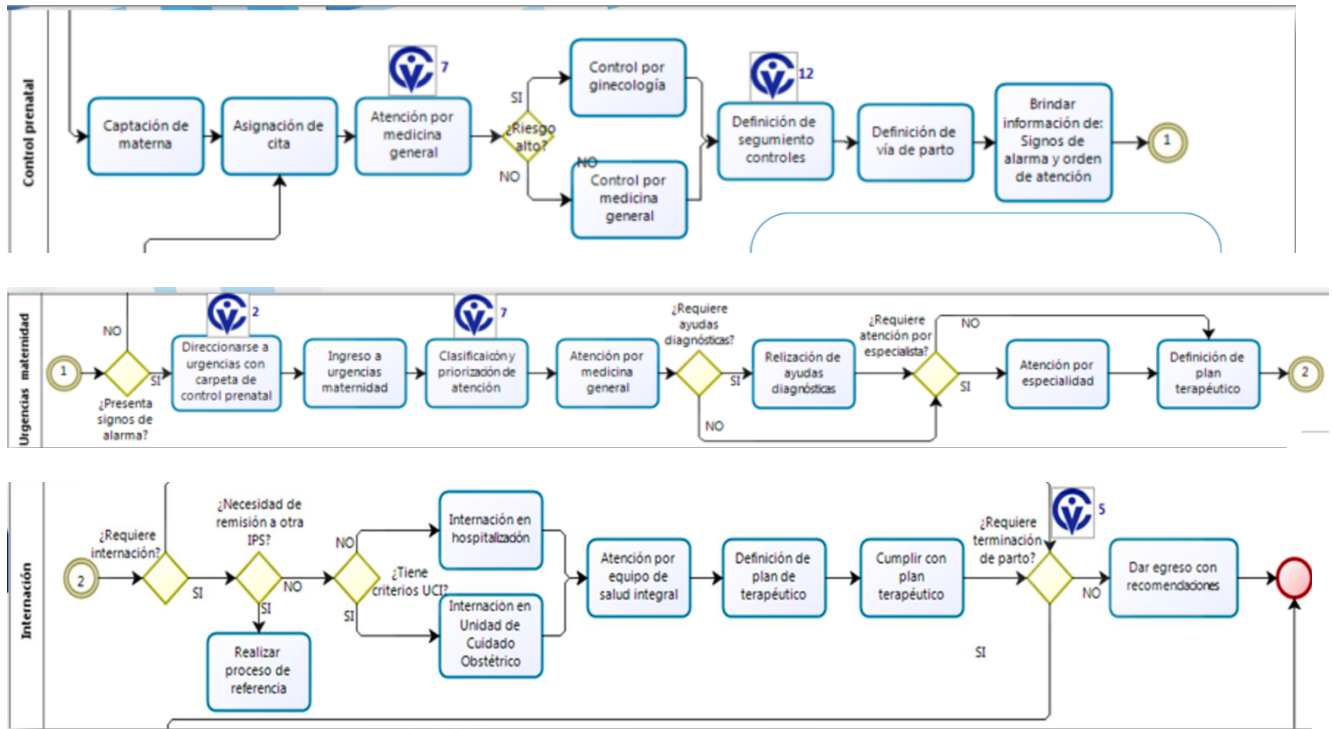 Control prenatal
Captación de
materna
Asignación de
cita
7
Atención por
medicina
general
¿Riesgo
alto?
SI
NO
NO
Control por
ginecología
Control por
medicina
general
12
Definición de
segumiento
controles
Definición de
vía de parto
Brindar
información de:
Signos de
alarma y orden
de atención
1
Urgencias maternidad
1
NO
SI
¿Presenta
signos de
alarma?
2
Direccionarse a
urgencias con
carpeta de
control prenatal
Ingreso a
urgencias
maternidad
7
Clasificaicón y
priorización de
atención
Atención por
medicina
general
¿Requiere
ayudas
diagnósticas?
SI
NO
Relización de
ayudas
diagnósticas
¿Requiere
atención por
especialista?
NO
SI
Atención por
especialidad
Definición de
plan
terapéutico
2
Internación
2
¿Requiere
internación?
SI
¿Necesidad de
remisión a otra
IPS?
NO
SI
Realizar
proceso de
referencia
NO
¿Tiene
criterios UCI?
SI
Internación en
hospitalización
Internación en
Unidad de
Cuidado
Obstétrico
Atención por
equipo de
salud integral
Definición de
plan de
terapéutico
Cumplir con
plan
terapéutico
¿Requiere
terminación
de parto?
5
NO
SI
Dar egreso con
recomendaciones